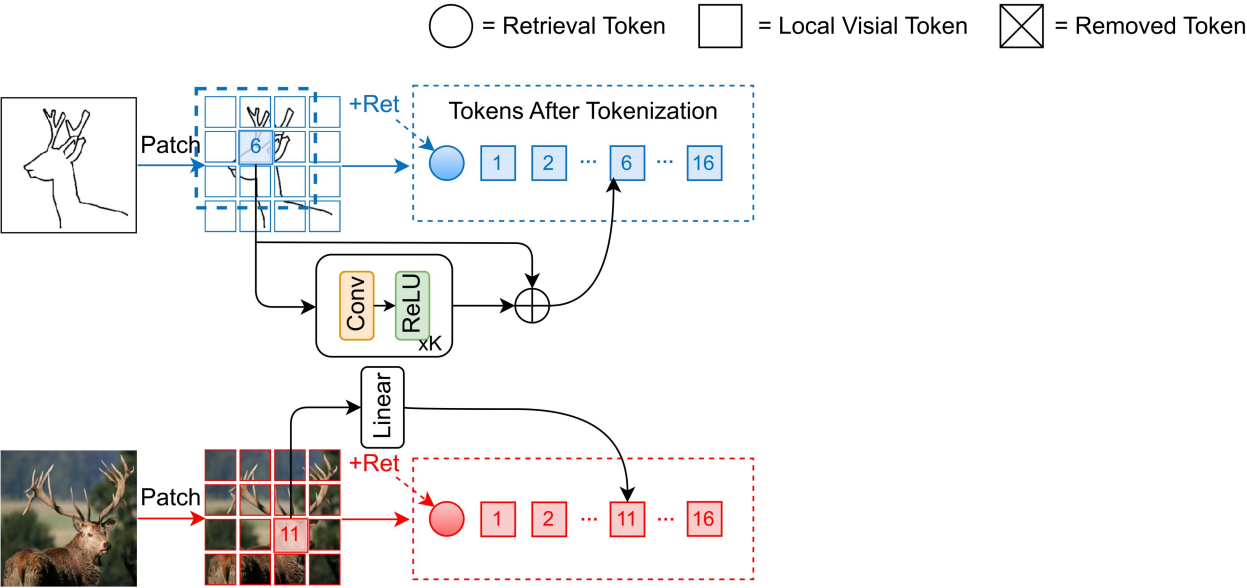 = Retrieval Token = Local Visial Token = Removed Token
+Ret Tokens After Tokenization
Patch 6 1 2 ... 6 ... 16
Conv ReLU
xK
Linear
+Ret
Patch 11 1 2 ... 11 ... 16